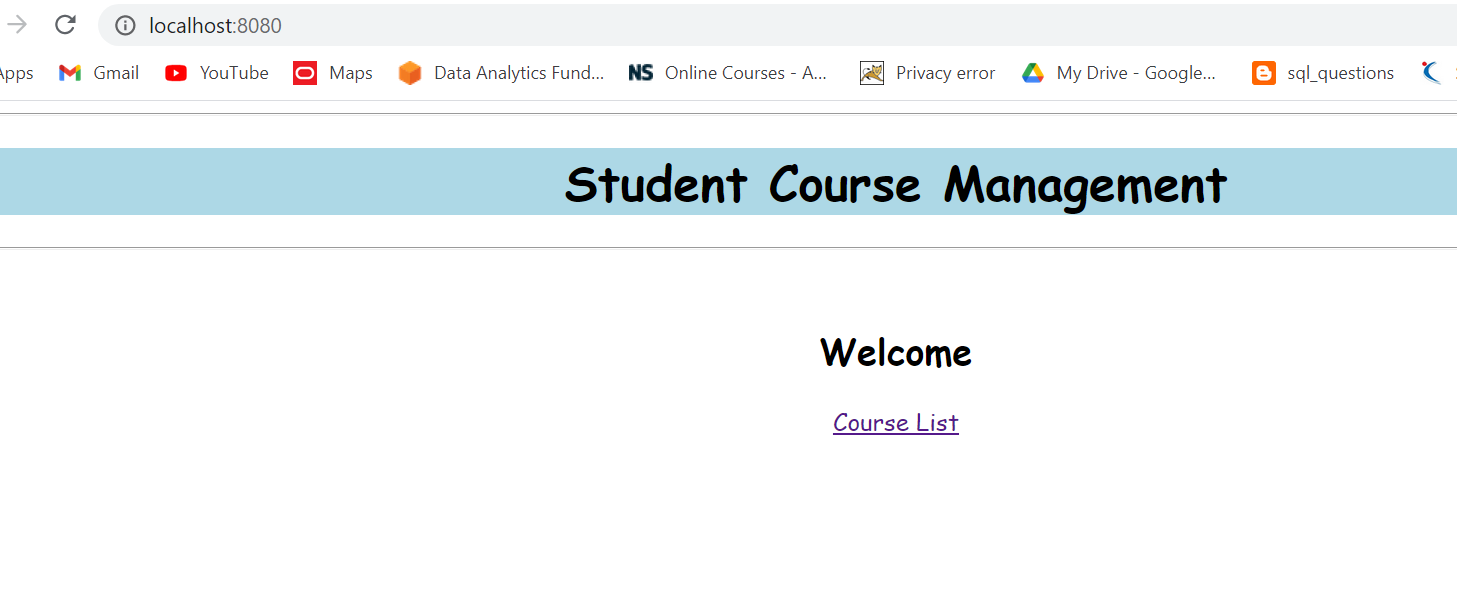 localhost:8080
Apps Gmail YouTube Maps Data Analytics Fund... NS Online Courses - A... Privacy error My Drive - Google... sql_questions
Student Course Management
Welcome
Course List